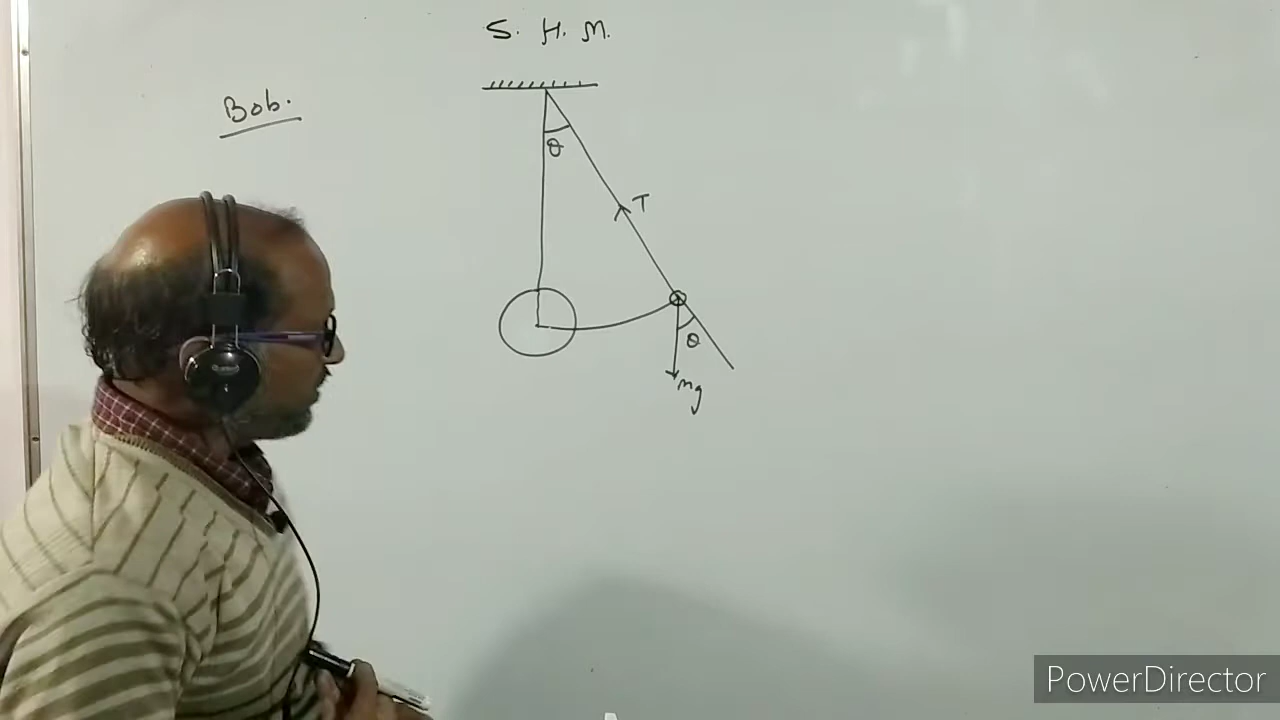 S. H. M.
Bob.
θ
T
θ
mg
PowerDirector